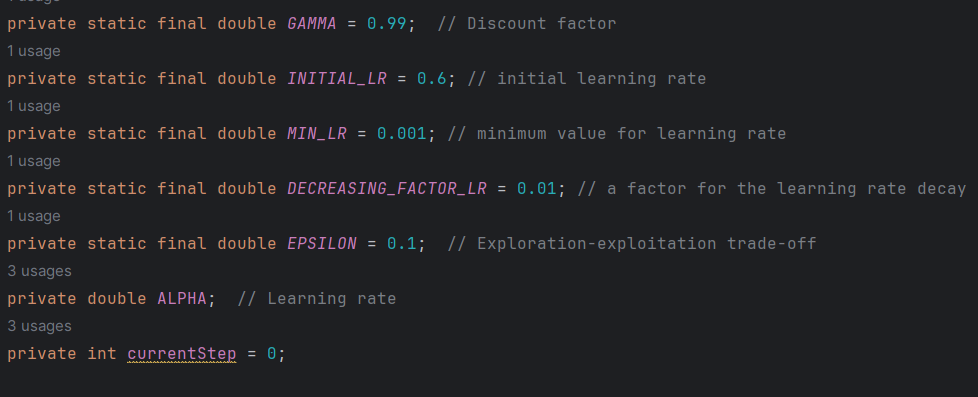 private static final double GAMMA = 0.99;  // Discount factor
1 usage
private static final double INITIAL_LR = 0.6; // initial learning rate
1 usage
private static final double MIN_LR = 0.001; // minimum value for learning rate
1 usage
private static final double DECREASING_FACTOR_LR = 0.01; // a factor for the learning rate decay
1 usage
private static final double EPSILON = 0.1;  // Exploration-exploitation trade-off
3 usages
private double ALPHA;  // Learning rate
3 usages
private int currentStep = 0;